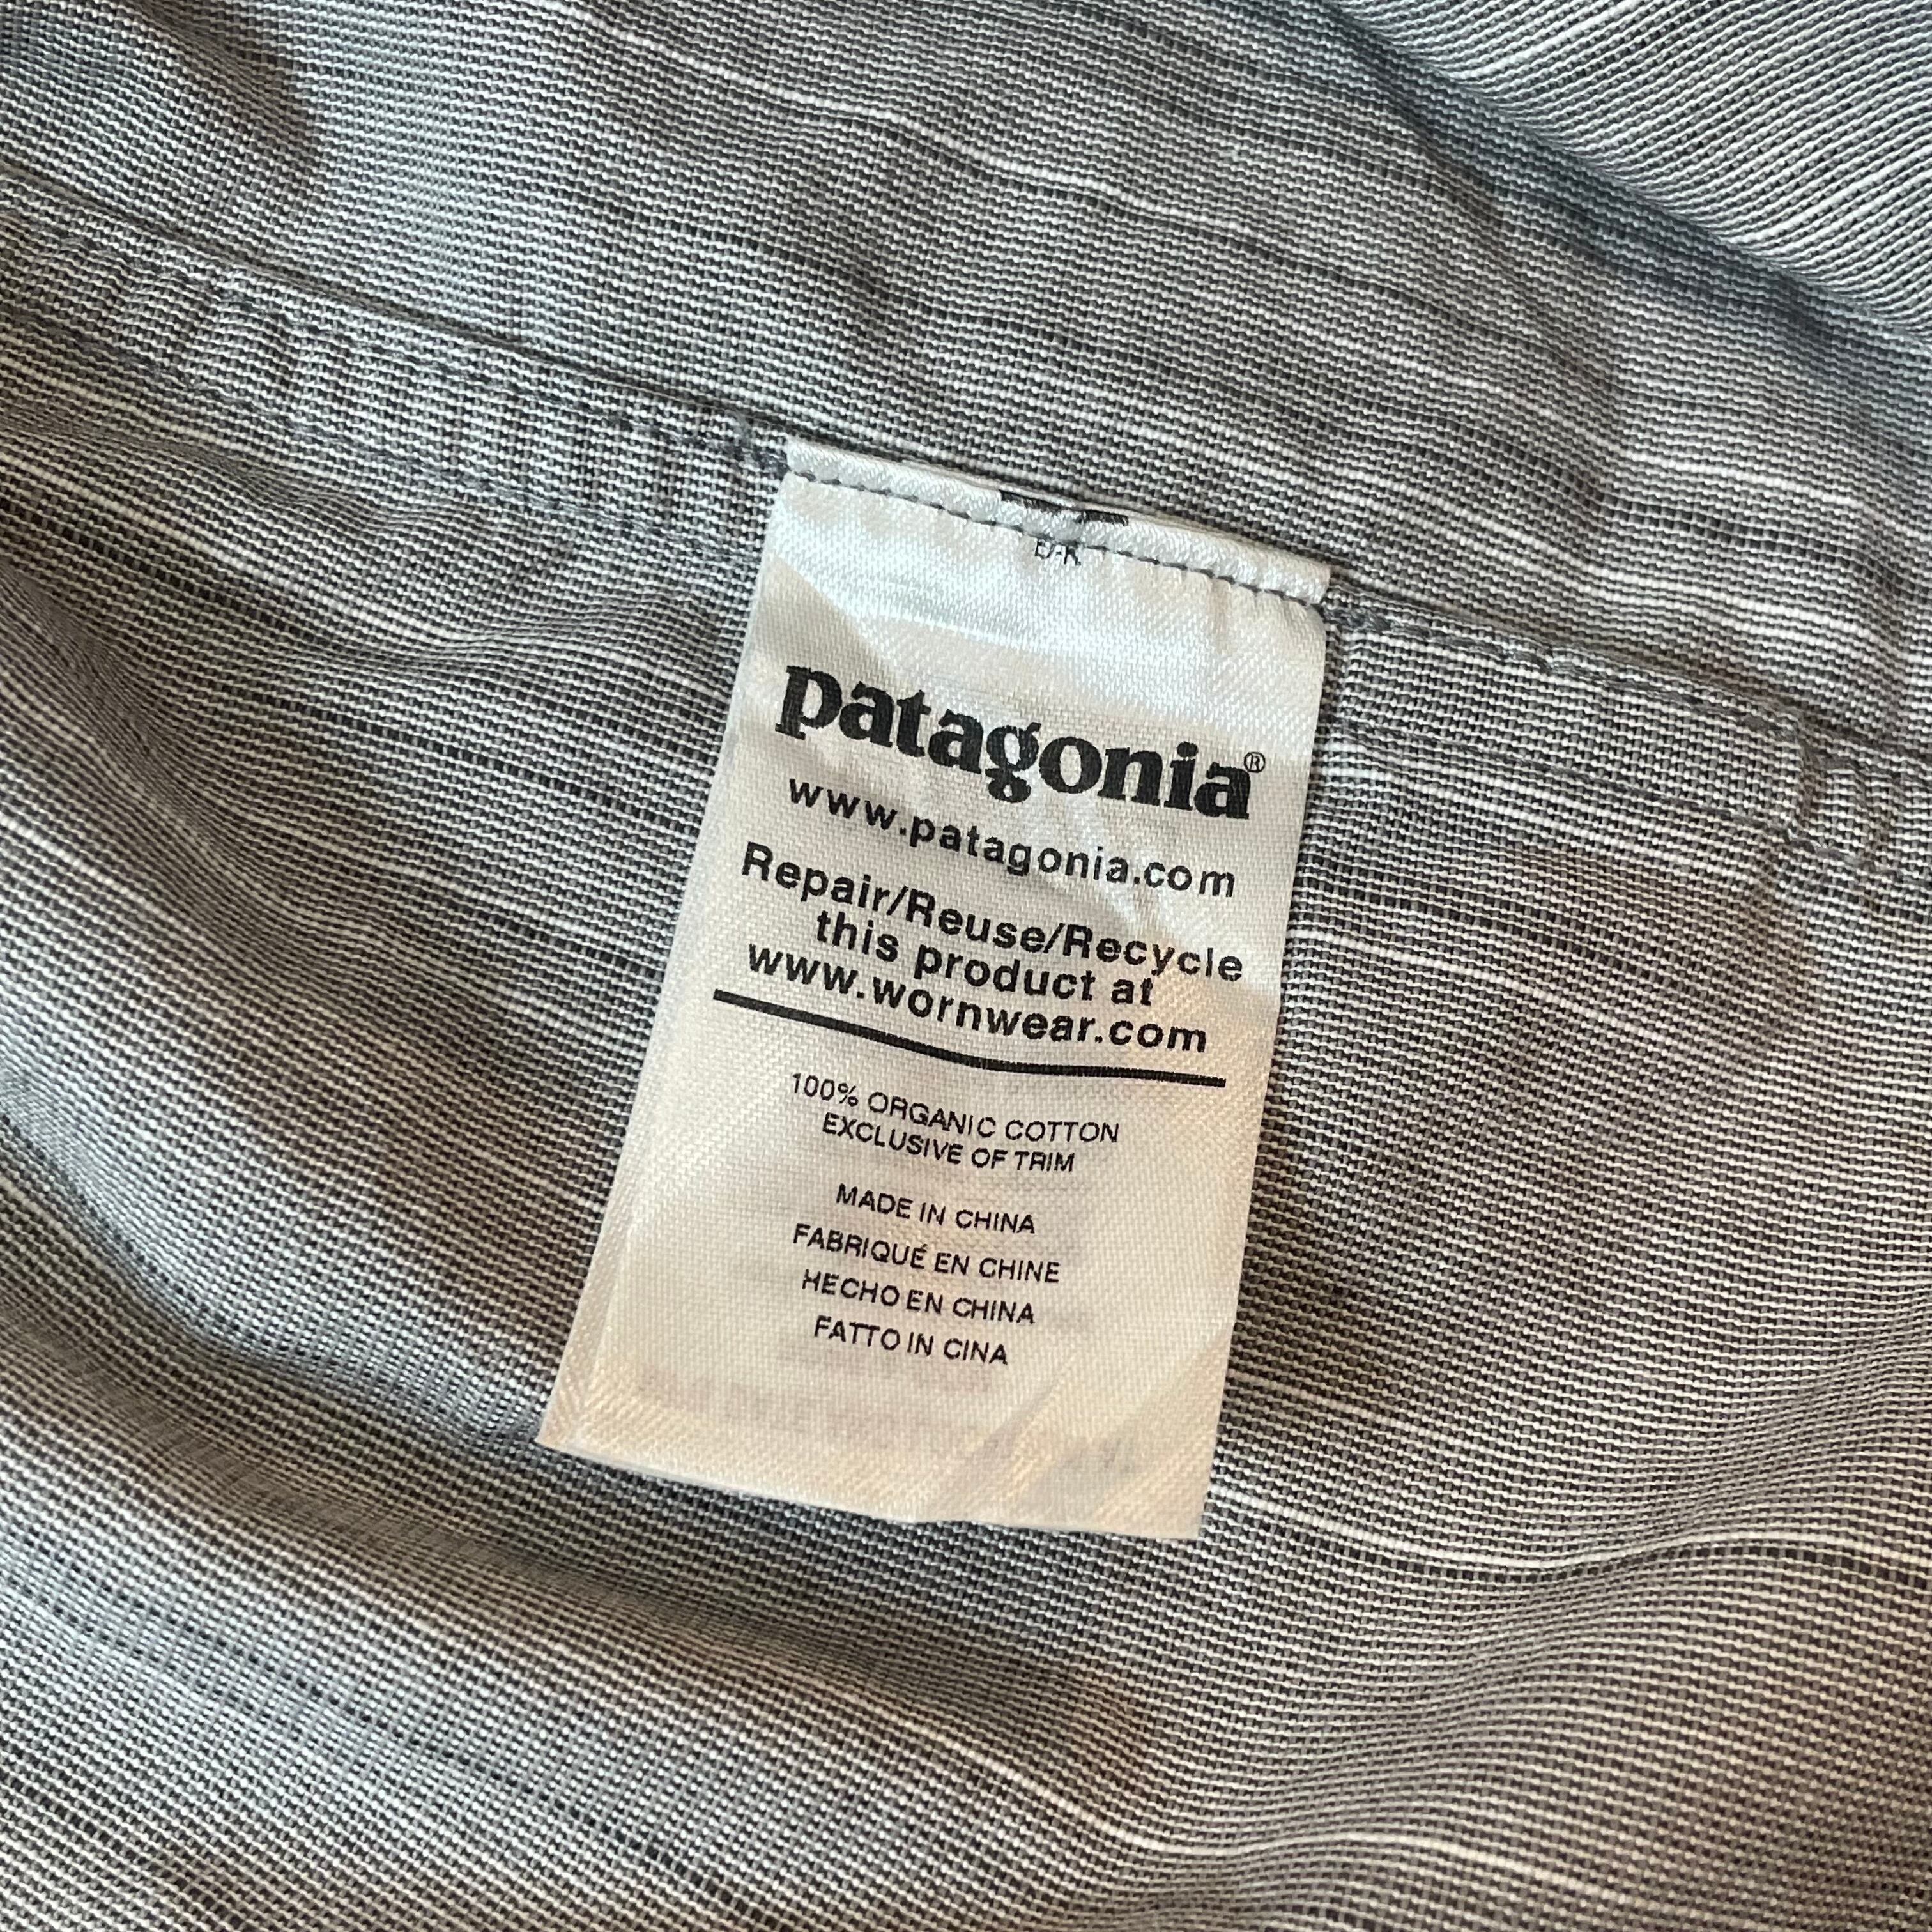 patagonia®
www.patagonia.com
Repair/Reuse/Recycle
this product at
www.wornwear.com
100% ORGANIC COTTON
EXCLUSIVE OF TRIM
MADE IN CHINA
FABRIQUÉ EN CHINE
HECHO EN CHINA
FATTO IN CINA